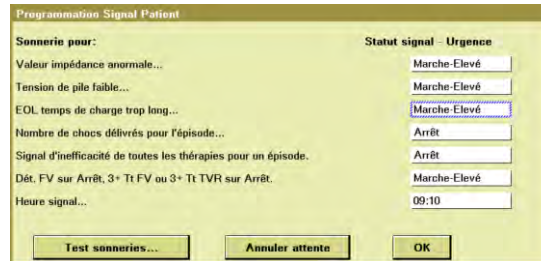 Programmation Signal Patient
Sonnerie pour: Statut signal - Urgence
Valeur impédance anormale... Marche-Elevé
Tension de pile faible... Marche-Elevé
EOL temps de charge trop long... Marche-Elevé
Nombre de chocs délivrés pour l'épisode... Arrêt
Signal d'inefficacité de toutes les thérapies pour un épisode. Arrêt
Dét. FV sur Arrêt, 3+ Tt FV ou 3+ Tt TVR sur Arrêt. Marche-Elevé
Heure signal... 09:10
Test sonneries... Annuler attente OK